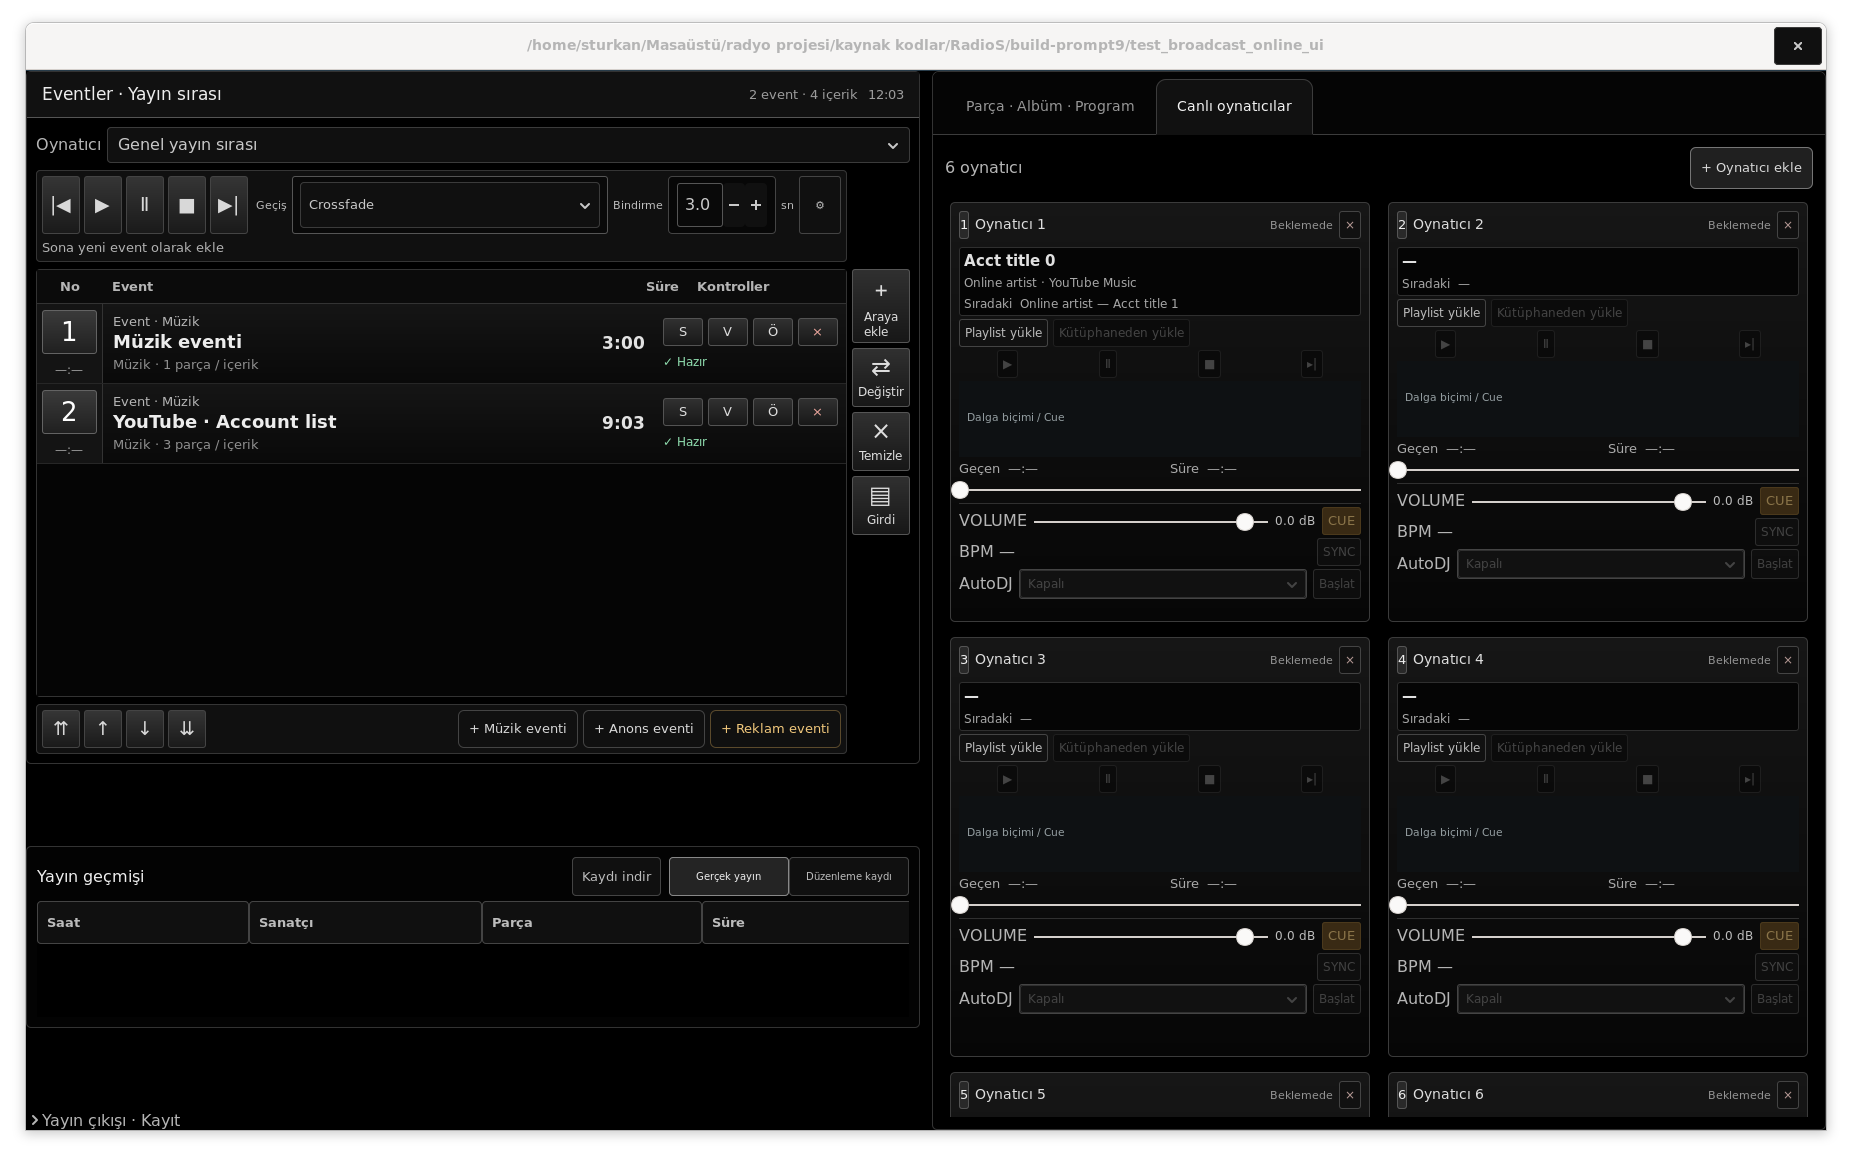 /home/sturkan/Masaüstü/radyo projesi/kaynak kodlar/RadioS/build-prompt9/test_broadcast_online_ui
×
Eventler · Yayın sırası
2 event · 4 içerik 12:03
Oynatıcı
Genel yayın sırası
Geçiş
Crossfade
Bindirme
3.0
− +
sn
Sona yeni event olarak ekle
No Event Süre Kontroller
1
—:—
Event · Müzik
Müzik eventi
Müzik · 1 parça / içerik
3:00
S V Ö ×
✓ Hazır
2
—:—
Event · Müzik
YouTube · Account list
Müzik · 3 parça / içerik
9:03
S V Ö ×
✓ Hazır
+
Araya
ekle
⇄
Değiştir
×
Temizle
Girdi
⇈ ↑ ↓ ⇊
+ Müzik eventi
+ Anons eventi
+ Reklam eventi
Yayın geçmişi
Kaydı indir
Gerçek yayın
Düzenleme kaydı
Saat Sanatçı Parça Süre
Yayın çıkışı · Kayıt
Parça · Albüm · Program
Canlı oynatıcılar
6 oynatıcı
+ Oynatıcı ekle
1 Oynatıcı 1 Beklemede ×
Acct title 0
Online artist · YouTube Music
Sıradaki Online artist — Acct title 1
Playlist yükle Kütüphaneden yükle
Dalga biçimi / Cue
Geçen —:— Süre —:—
VOLUME 0.0 dB CUE
BPM — SYNC
AutoDJ Kapalı Başlat
2 Oynatıcı 2 Beklemede ×
—
Sıradaki —
Playlist yükle Kütüphaneden yükle
Dalga biçimi / Cue
Geçen —:— Süre —:—
VOLUME 0.0 dB CUE
BPM — SYNC
AutoDJ Kapalı Başlat
3 Oynatıcı 3 Beklemede ×
—
Sıradaki —
Playlist yükle Kütüphaneden yükle
Dalga biçimi / Cue
Geçen —:— Süre —:—
VOLUME 0.0 dB CUE
BPM — SYNC
AutoDJ Kapalı Başlat
4 Oynatıcı 4 Beklemede ×
—
Sıradaki —
Playlist yükle Kütüphaneden yükle
Dalga biçimi / Cue
Geçen —:— Süre —:—
VOLUME 0.0 dB CUE
BPM — SYNC
AutoDJ Kapalı Başlat
5 Oynatıcı 5 Beklemede ×
6 Oynatıcı 6 Beklemede ×